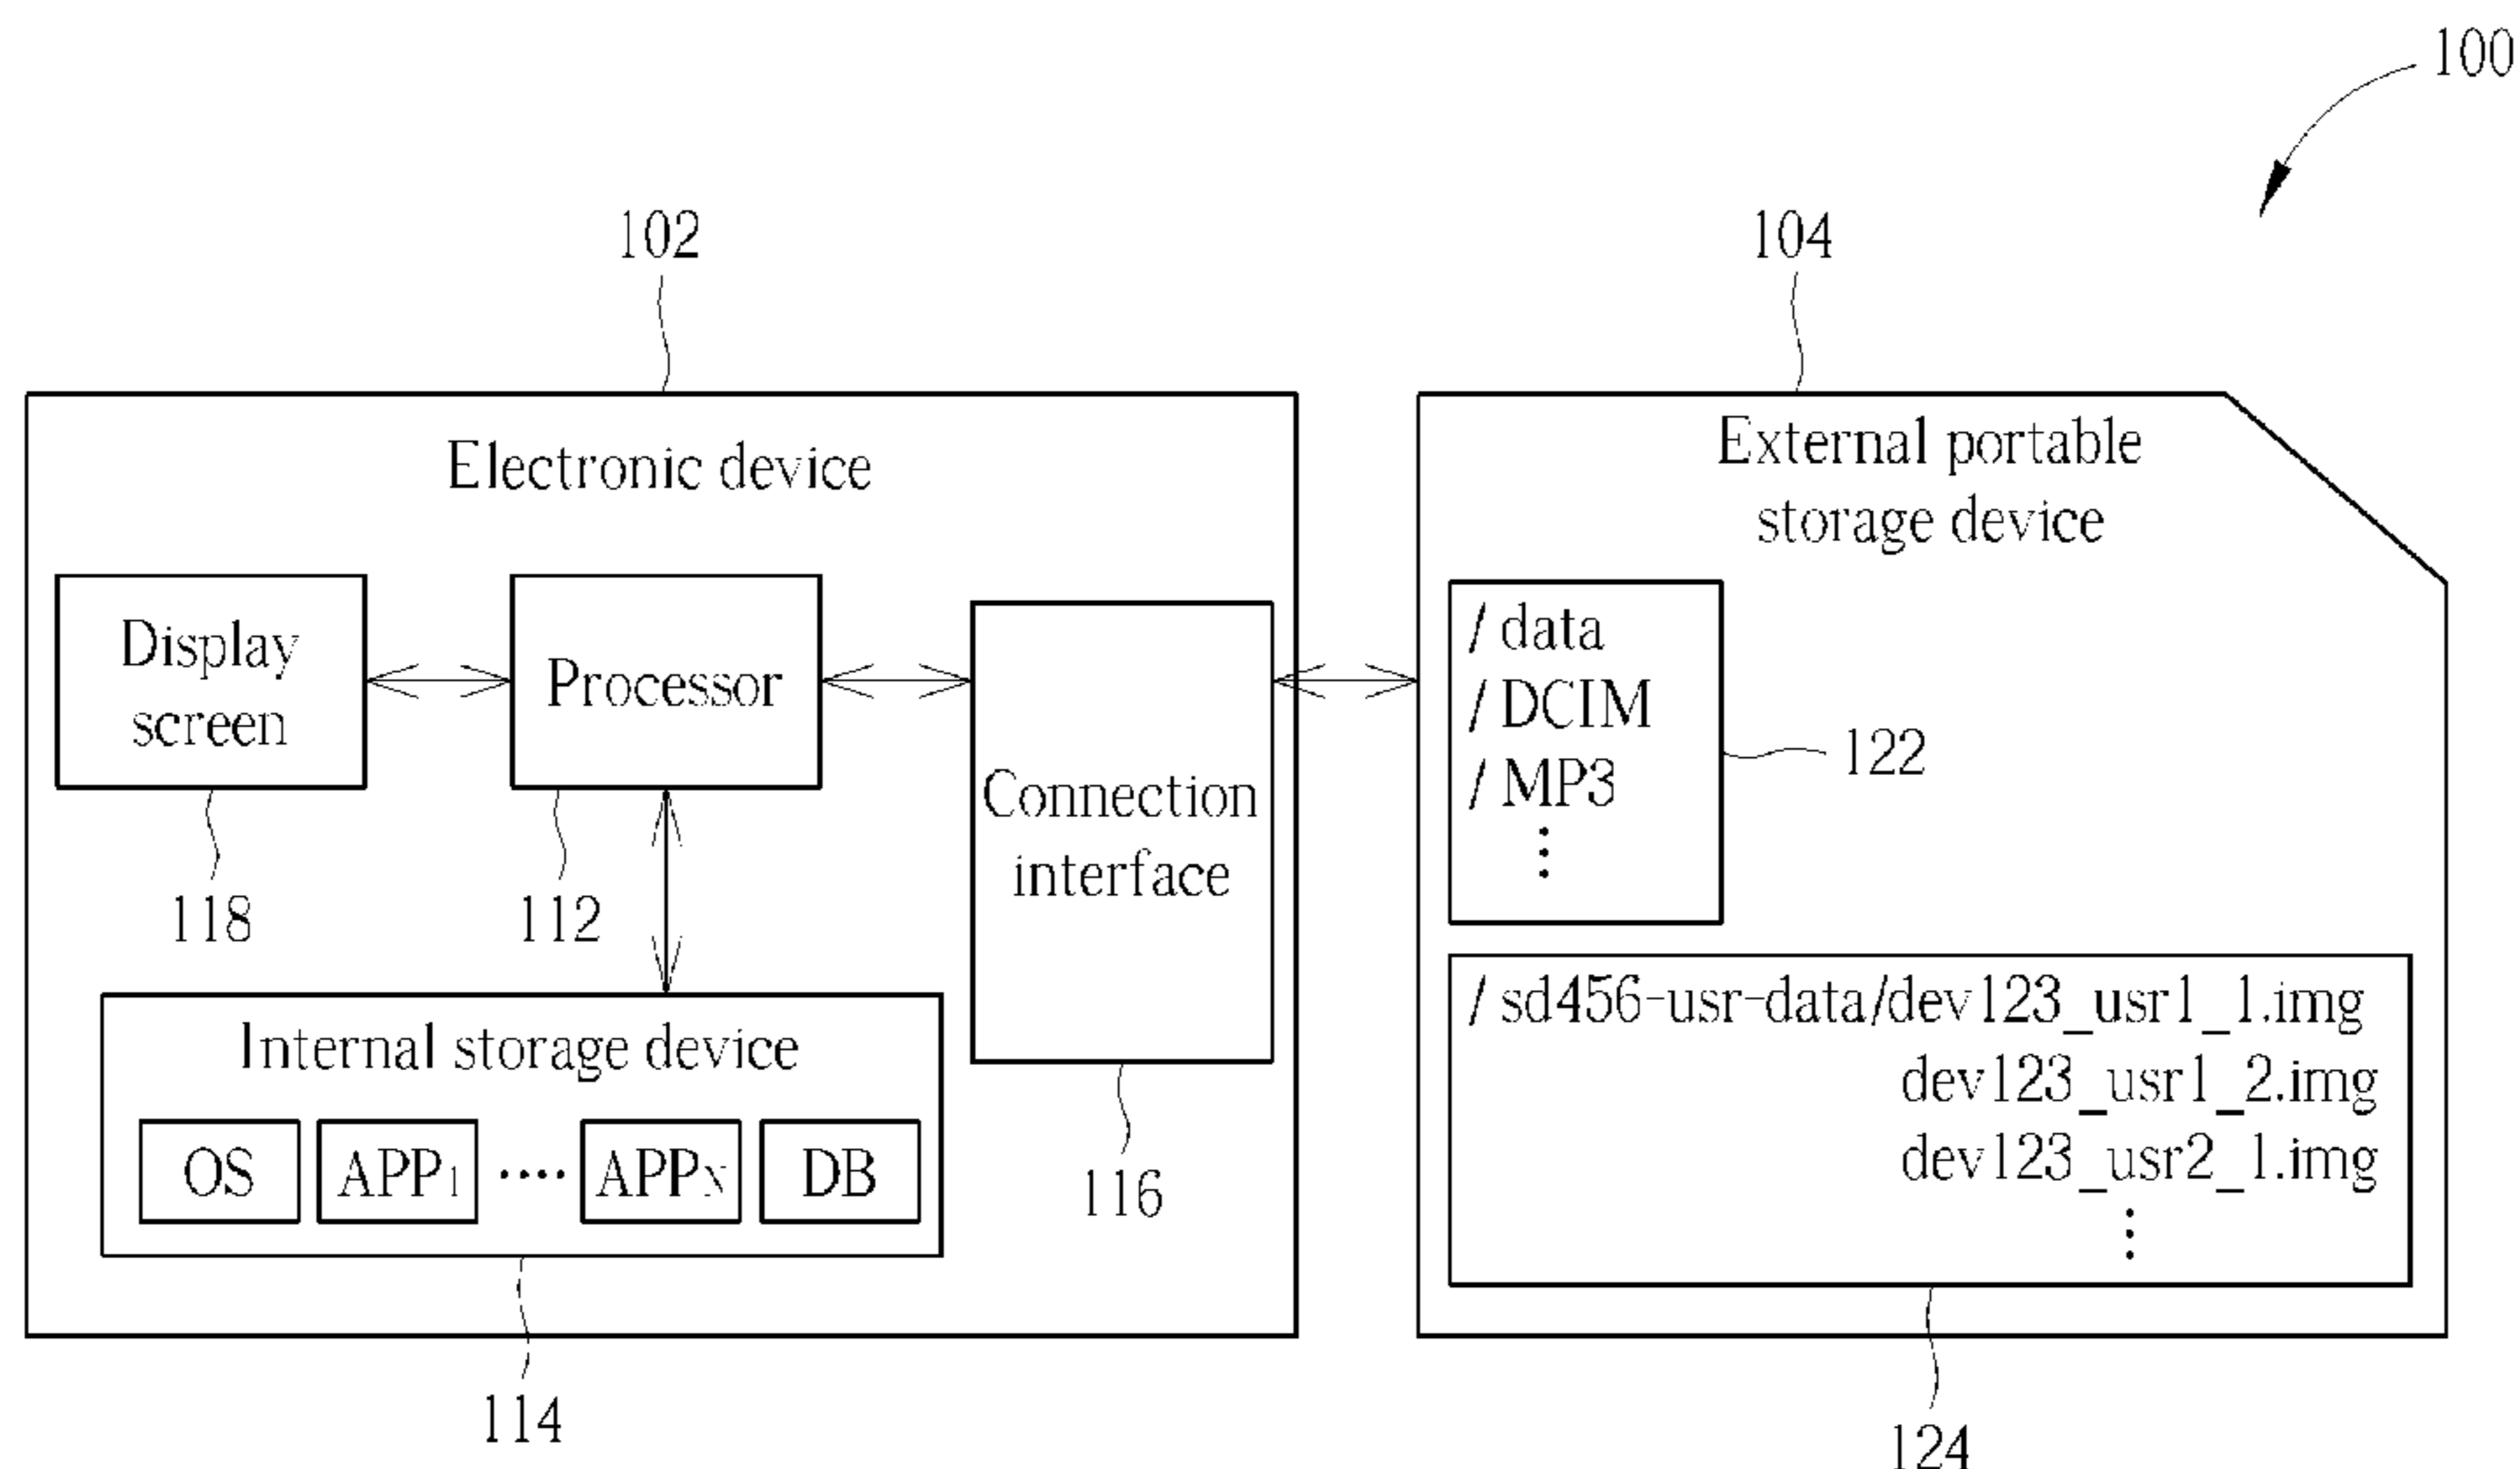 100
102
104
Electronic device
External portable
storage device
Display
screen
Processor
Connection
interface
/ data
/ DCIM
/ MP3
122
118
112
Internal storage device
OS
APP1
APPX
DB
116
/ sd456-usr-data/dev123_usr1_1.img
dev123_usr1_2.img
dev123_usr2_1.img
114
124